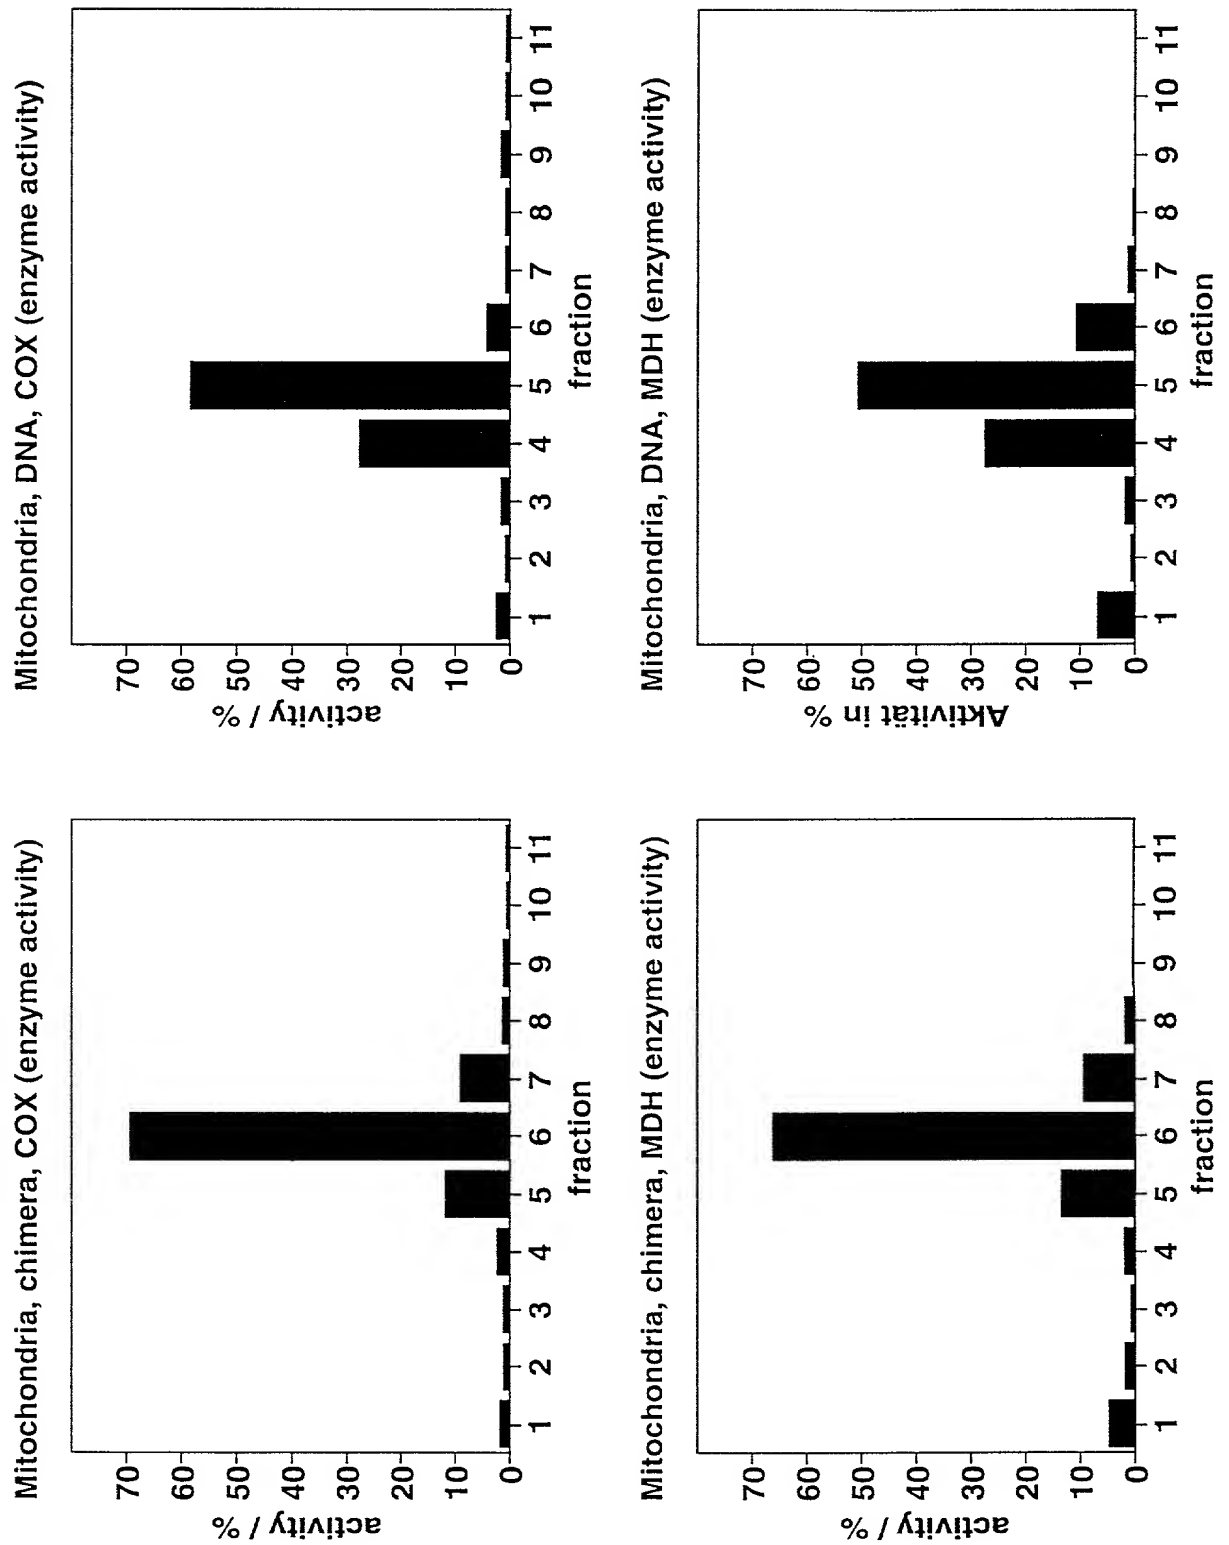 Mitochondria, chimera, COX (enzyme activity)
activity / %
70
60
50
40
30
20
10
0
1 2 3 4 5 6 7 8 9 10 11
fraction
Mitochondria, DNA, COX (enzyme activity)
activity / %
70
60
50
40
30
20
10
0
1 2 3 4 5 6 7 8 9 10 11
fraction
Mitochondria, chimera, MDH (enzyme activity)
activity / %
70
60
50
40
30
20
10
0
1 2 3 4 5 6 7 8 9 10 11
fraction
Mitochondria, DNA, MDH (enzyme activity)
Aktivität in %
70
60
50
40
30
20
10
0
1 2 3 4 5 6 7 8 9 10 11
fraction